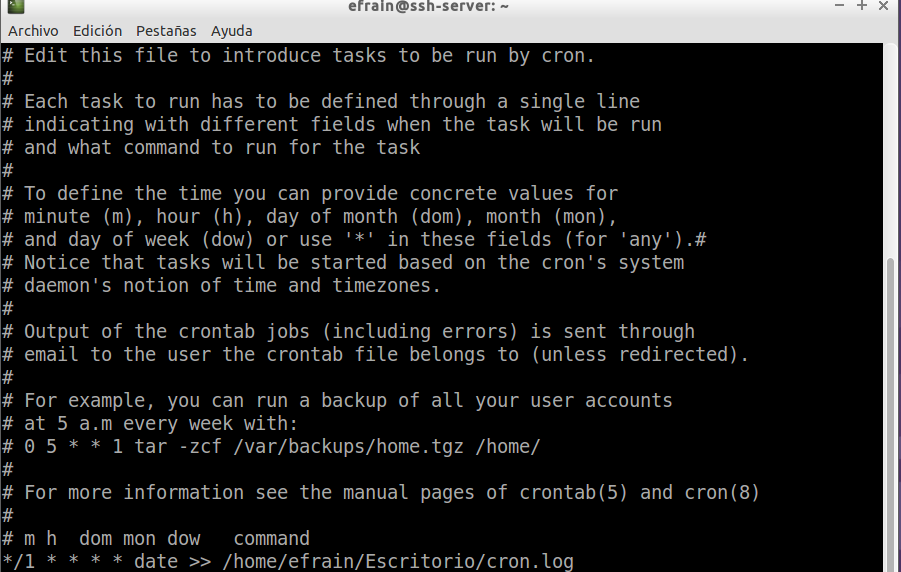 efrain@ssh-server: ~
Archivo Edición Pestañas Ayuda
# Edit this file to introduce tasks to be run by cron.
#
# Each task to run has to be defined through a single line
# indicating with different fields when the task will be run
# and what command to run for the task
#
# To define the time you can provide concrete values for
# minute (m), hour (h), day of month (dom), month (mon),
# and day of week (dow) or use '*' in these fields (for 'any').#
# Notice that tasks will be started based on the cron's system
# daemon's notion of time and timezones.
#
# Output of the crontab jobs (including errors) is sent through
# email to the user the crontab file belongs to (unless redirected).
#
# For example, you can run a backup of all your user accounts
# at 5 a.m every week with:
# 0 5 * * 1 tar -zcf /var/backups/home.tgz /home/
#
# For more information see the manual pages of crontab(5) and cron(8)
#
# m h  dom mon dow   command
*/1 * * * * date >> /home/efrain/Escritorio/cron.log